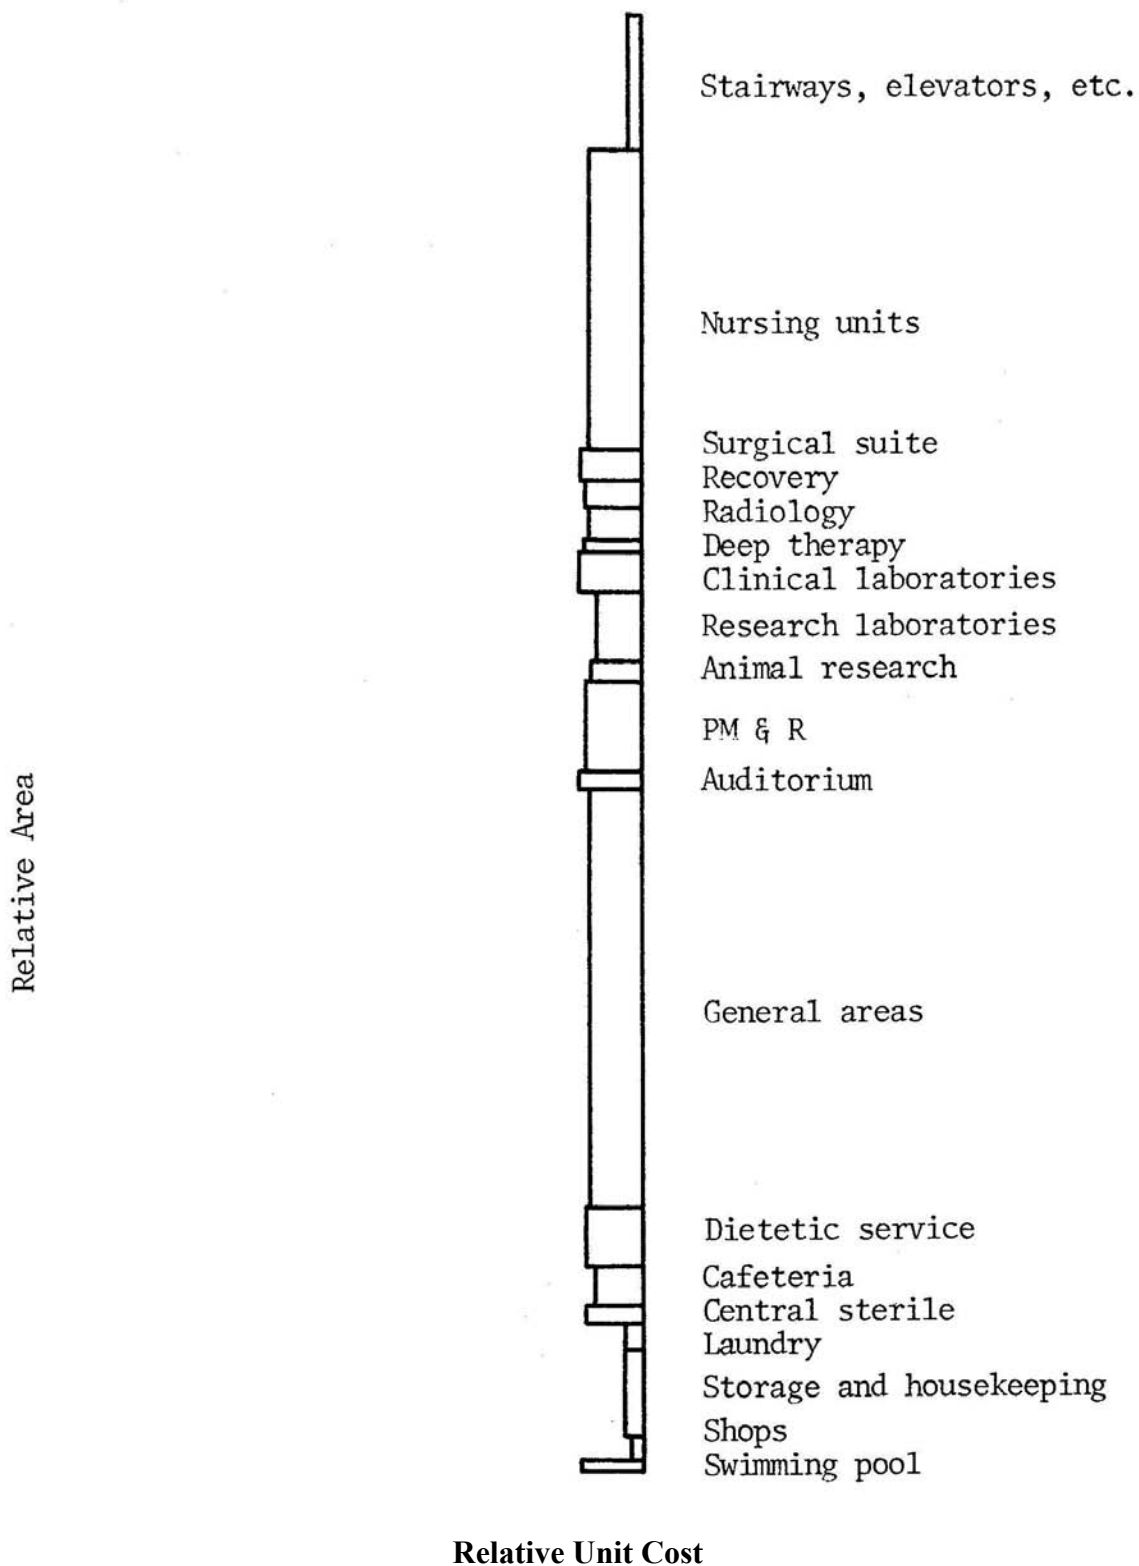 Stairways, elevators, etc.
Nursing units
Surgical suite
Recovery
Radiology
Deep therapy
Clinical laboratories
Research laboratories
Animal research
PM & R
Auditorium
Relative Area
General areas
Dietetic service
Cafeteria
Central sterile
Laundry
Storage and housekeeping
Shops
Swimming pool
Relative Unit Cost